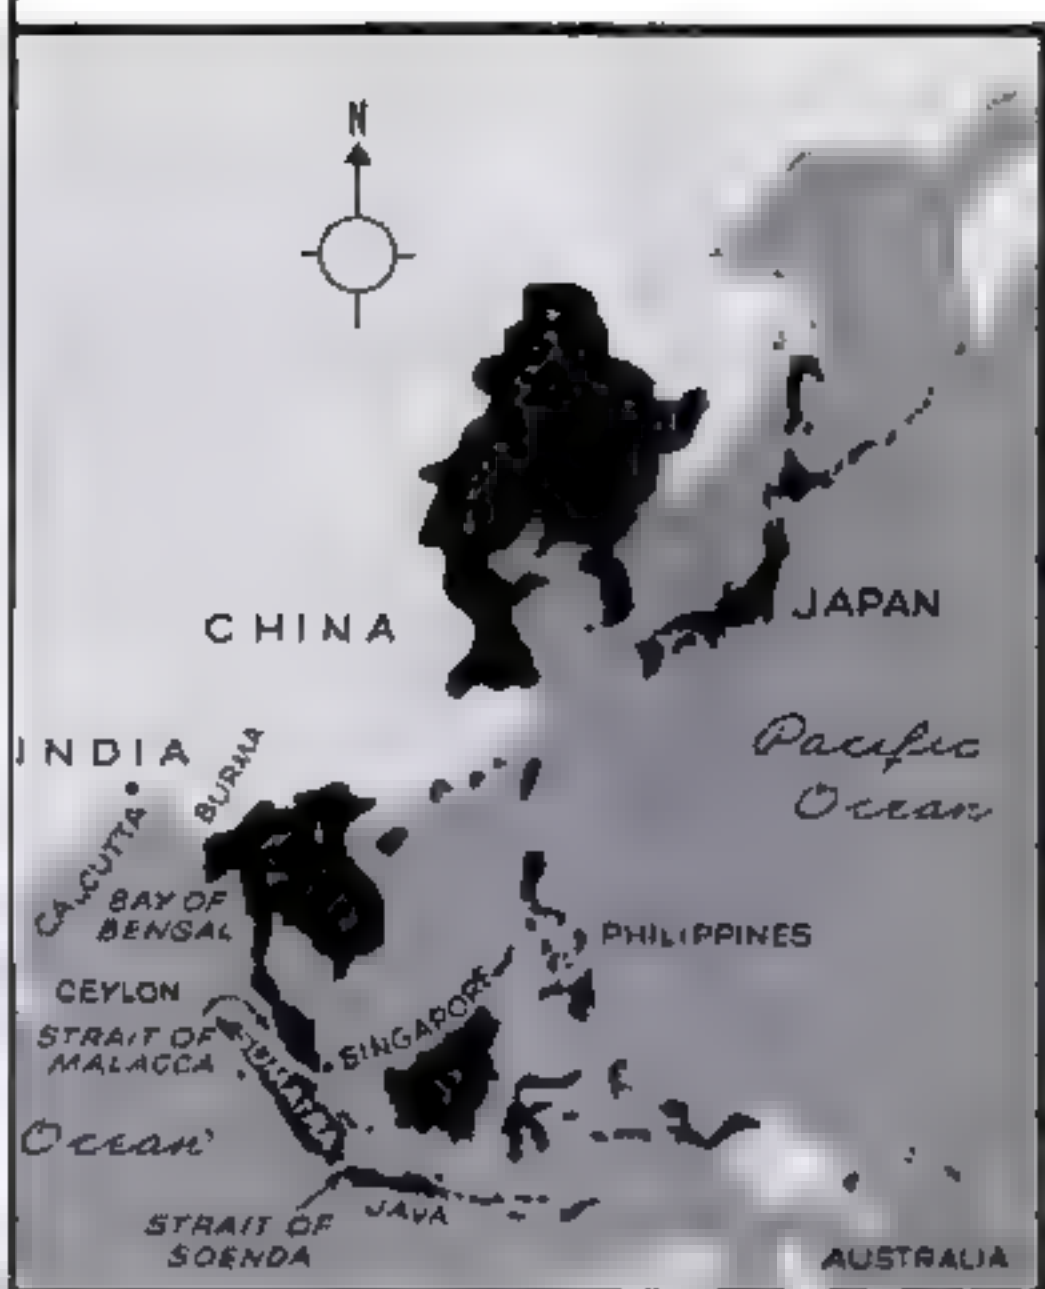 N
CHINA
JAPAN
INDIA
BURMA
Pacific
Ocean
CALCUTTA
BAY OF
BENGAL
PHILIPPINES
CEYLON
SINGAPORE
STRAIT OF
MALACCA
SUMATRA
Ocean
JAVA
STRAIT OF
SOENDA
AUSTRALIA